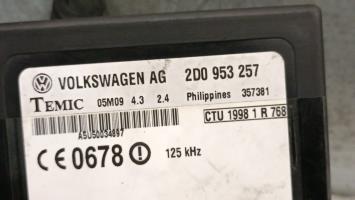 VOLKSWAGEN AG 2D0 953 257
TEMIC 05M09 4.3 2.4 Philippines 357381
CTU 1998 1 R 768
A5U50034897
CE 0678 125 kHz